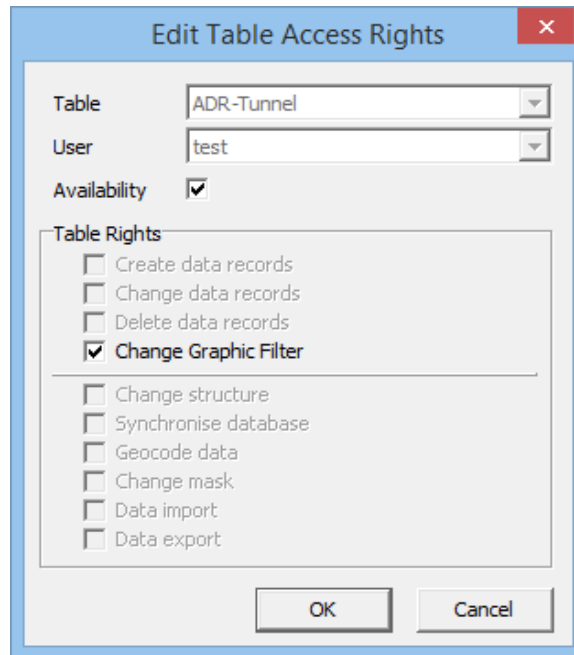 Edit Table Access Rights
Table ADR-Tunnel
User test
Availability
Table Rights
Create data records
Change data records
Delete data records
Change Graphic Filter
Change structure
Synchronise database
Geocode data
Change mask
Data import
Data export
OK Cancel